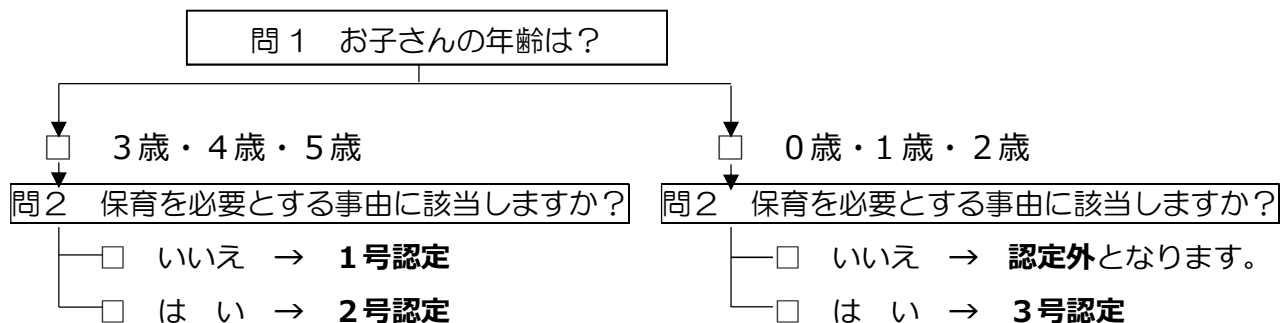 問１　お子さんの年齢は？
□　３歳・４歳・５歳
□　０歳・１歳・２歳
問２　保育を必要とする事由に該当しますか？
□　いいえ　→　１号認定
□　は　い　→　２号認定
問２　保育を必要とする事由に該当しますか？
□　いいえ　→　認定外となります。
□　は　い　→　３号認定